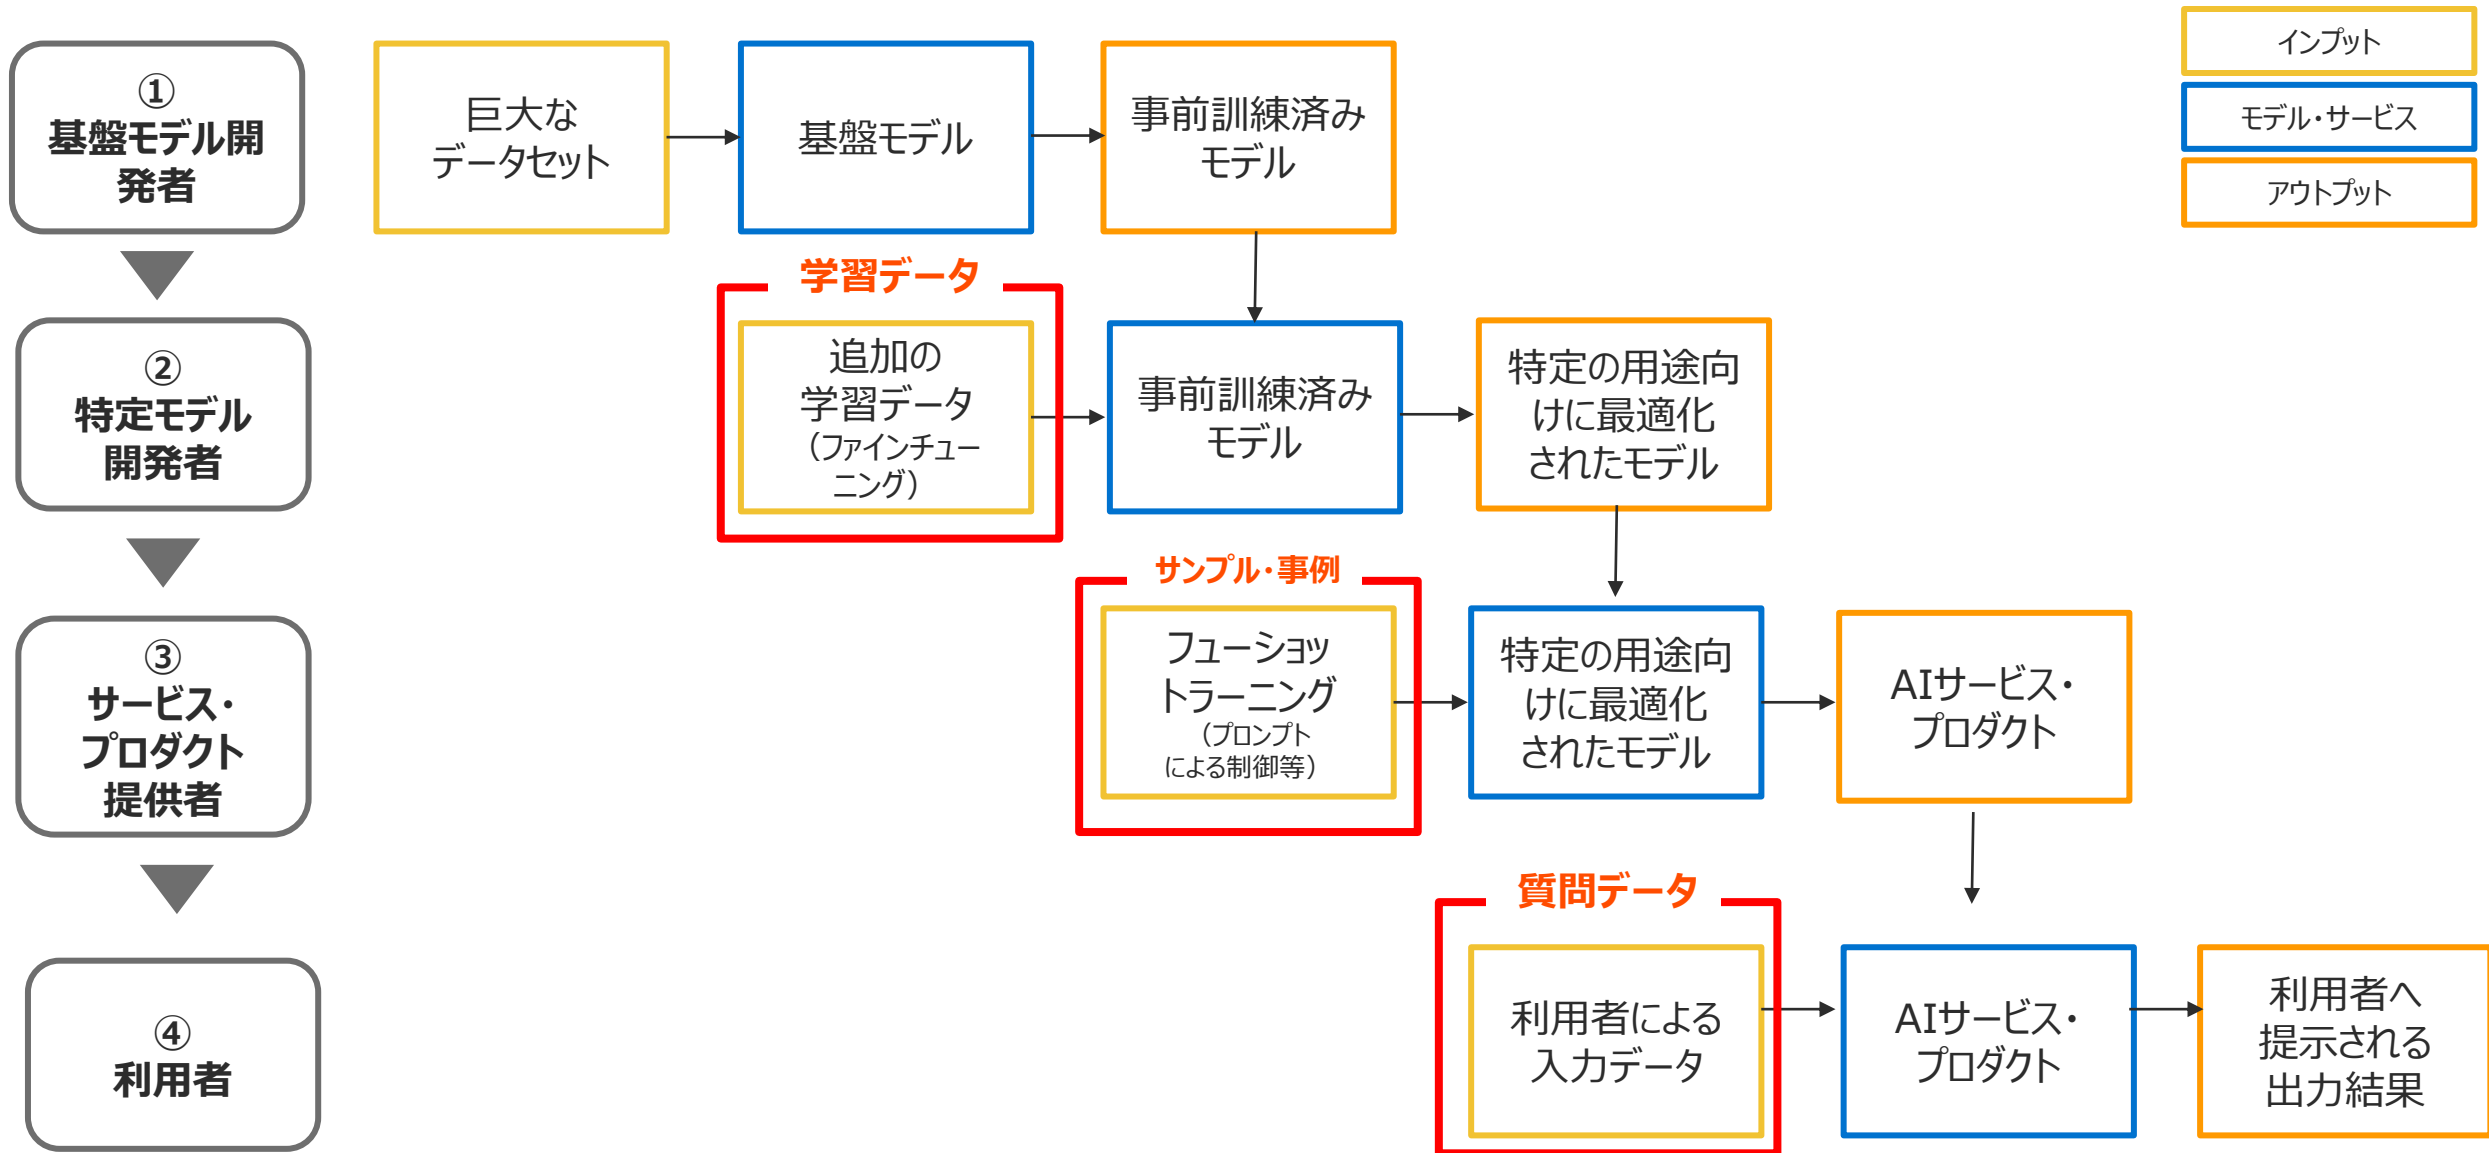 インプット
モデル・サービス
アウトプット
①
基盤モデル開
発者
巨大な
データセット
基盤モデル
事前訓練済み
モデル
学習データ
②
特定モデル
開発者
追加の
学習データ
（ファインチュー
ニング）
事前訓練済み
モデル
特定の用途向
けに最適化
されたモデル
サンプル・事例
③
サービス・
プロダクト
提供者
フューショッ
トラーニング
（プロンプト
による制御等）
特定の用途向
けに最適化
されたモデル
AIサービス・
プロダクト
質問データ
④
利用者
利用者による
入力データ
AIサービス・
プロダクト
利用者へ
提示される
出力結果